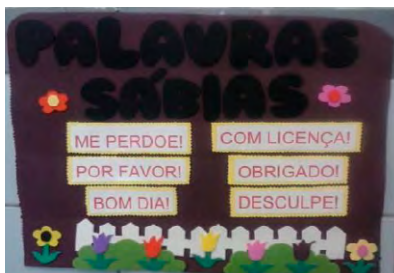 PALAVRAS
SÁBIAS
ME PERDOE!
COM LICENÇA!
POR FAVOR!
OBRIGADO!
BOM DIA!
DESCULPE!